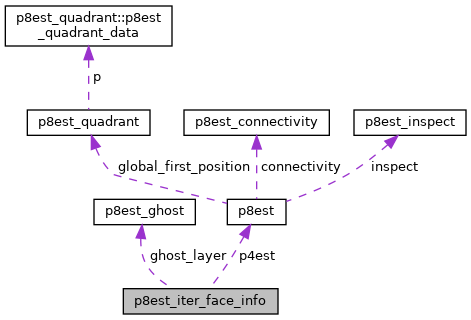 p8est_quadrant::p8est
_quadrant_data
p
p8est_quadrant
p8est_connectivity
p8est_inspect
global_first_position
connectivity
inspect
p8est_ghost
p8est
ghost_layer
p4est
p8est_iter_face_info